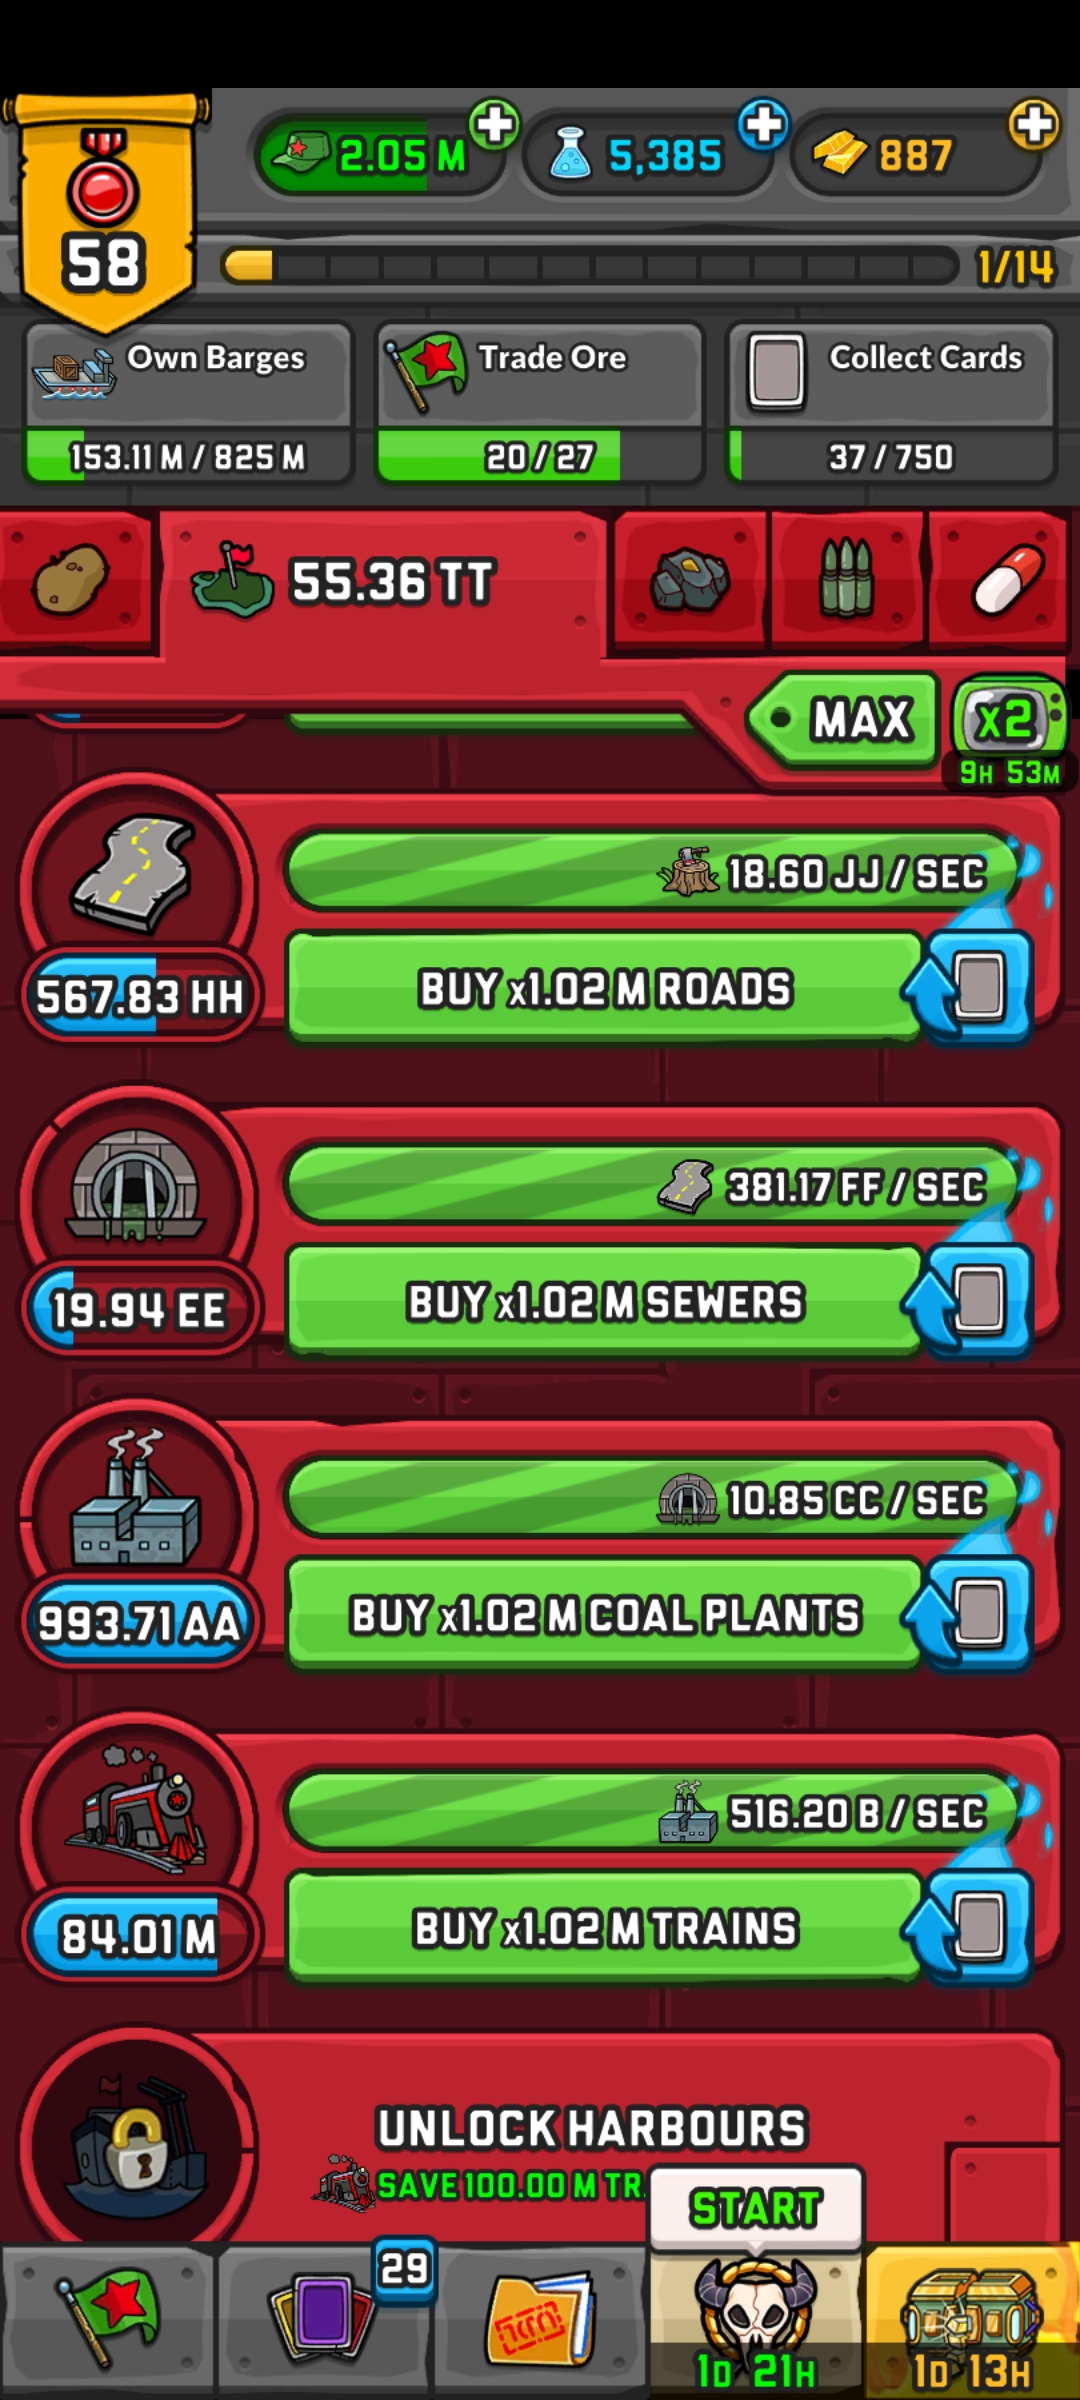 58
2.05 M
5,385
887
1/14
Own Barges
153.11 M / 825 M
Trade Ore
20 / 27
Collect Cards
37 / 750
55.36 TT
MAX
x2
9H 53M
567.83 HH
18.60 JJ / SEC
BUY x1.02 M ROADS
19.94 EE
381.17 FF / SEC
BUY x1.02 M SEWERS
993.71 AA
10.85 CC / SEC
BUY x1.02 M COAL PLANTS
84.01 M
516.20 B / SEC
BUY x1.02 M TRAINS
UNLOCK HARBOURS
SAVE 100.00 M TR
START
29
1D 21H
1D 13H